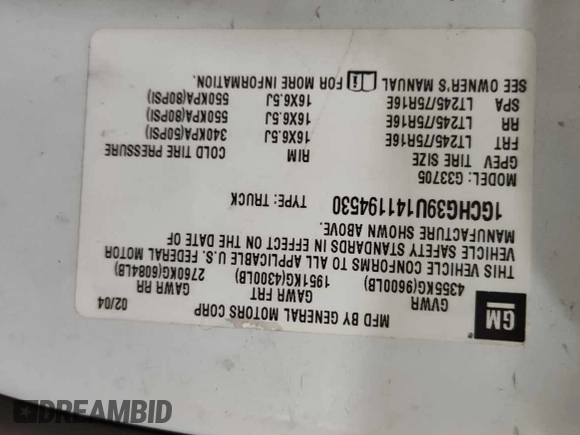 GM
MFD BY GENERAL MOTORS CORP
02/04
GVWR GAWR FRT GAWR RR
4355KG(9600LB) 1951KG(4300LB) 2760KG(6084LB)
THIS VEHICLE CONFORMS TO ALL APPLICABLE U.S. FEDERAL MOTOR
VEHICLE SAFETY STANDARDS IN EFFECT ON THE DATE OF
MANUFACTURE SHOWN ABOVE.
1GCHG39U141194530 TYPE: TRUCK
MODEL: G33705
GPEV TIRE SIZE RIM COLD TIRE PRESSURE
FRT LT245/75R16E 16X6.5J 340KPA(50PSI)
RR LT245/75R16E 16X6.5J 550KPA(80PSI)
SPA LT245/75R16E 16X6.5J 550KPA(80PSI)
SEE OWNER'S MANUAL FOR MORE INFORMATION.
DREAMBID